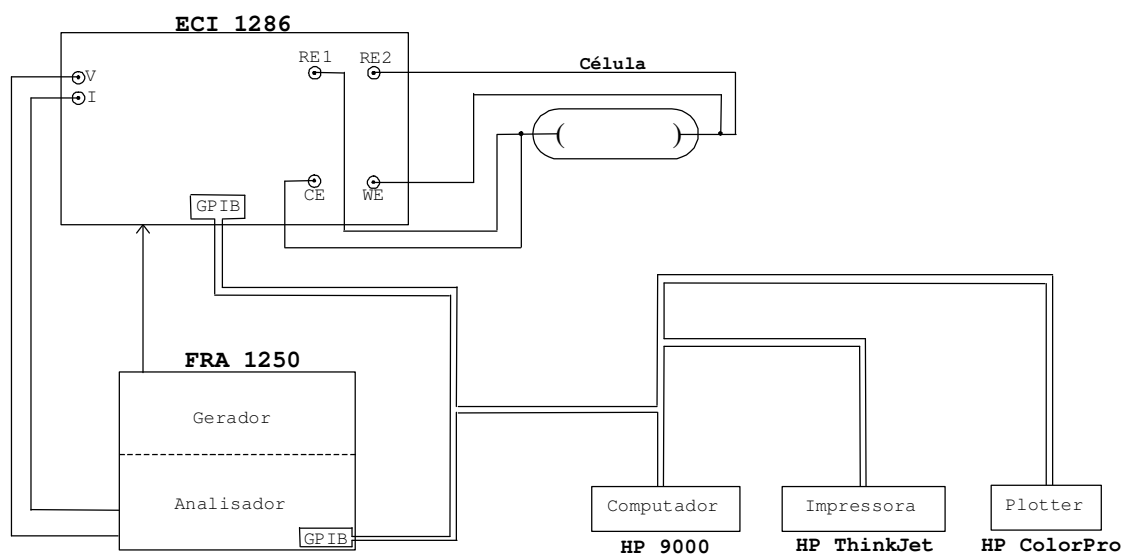 ECI 1286
RE1
RE2
Célula
V
I
CE
WE
GPIB
FRA 1250
Gerador
Analisador
GPIB
Computador
Impressora
Plotter
HP 9000
HP ThinkJet
HP ColorPro